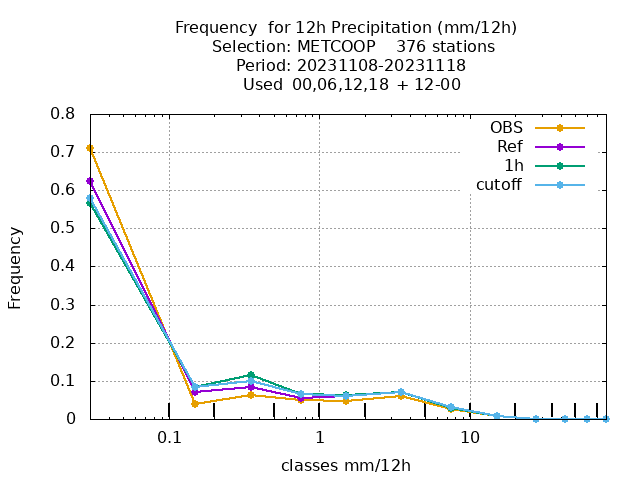 Frequency  for 12h Precipitation (mm/12h)
Selection: METCOOP    376 stations
Period: 20231108-20231118
Used  00,06,12,18  + 12-00
0.8
0.7
0.6
0.5
0.4
0.3
0.2
0.1
0
Frequency
OBS
Ref
1h
cutoff
0.1 1 10
classes mm/12h